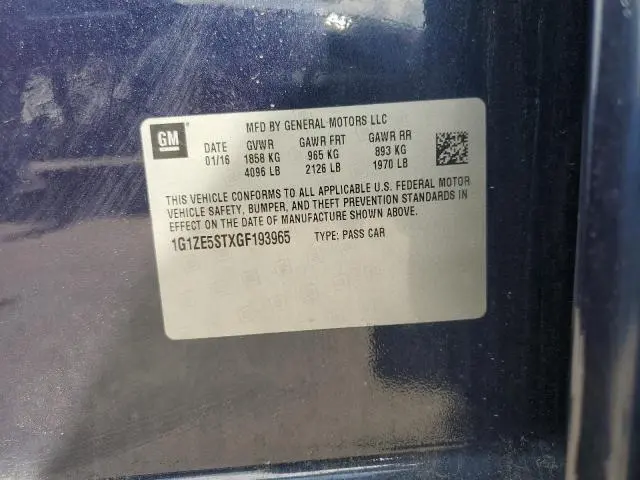 GM
MFD BY GENERAL MOTORS LLC
DATE GVWR GAWR FRT GAWR RR
01/16 1858 KG 965 KG 893 KG
4096 LB 2126 LB 1970 LB
THIS VEHICLE CONFORMS TO ALL APPLICABLE U.S. FEDERAL MOTOR
VEHICLE SAFETY, BUMPER, AND THEFT PREVENTION STANDARDS IN
EFFECT ON THE DATE OF MANUFACTURE SHOWN ABOVE.
1G1ZE5STXGF193965 TYPE: PASS CAR